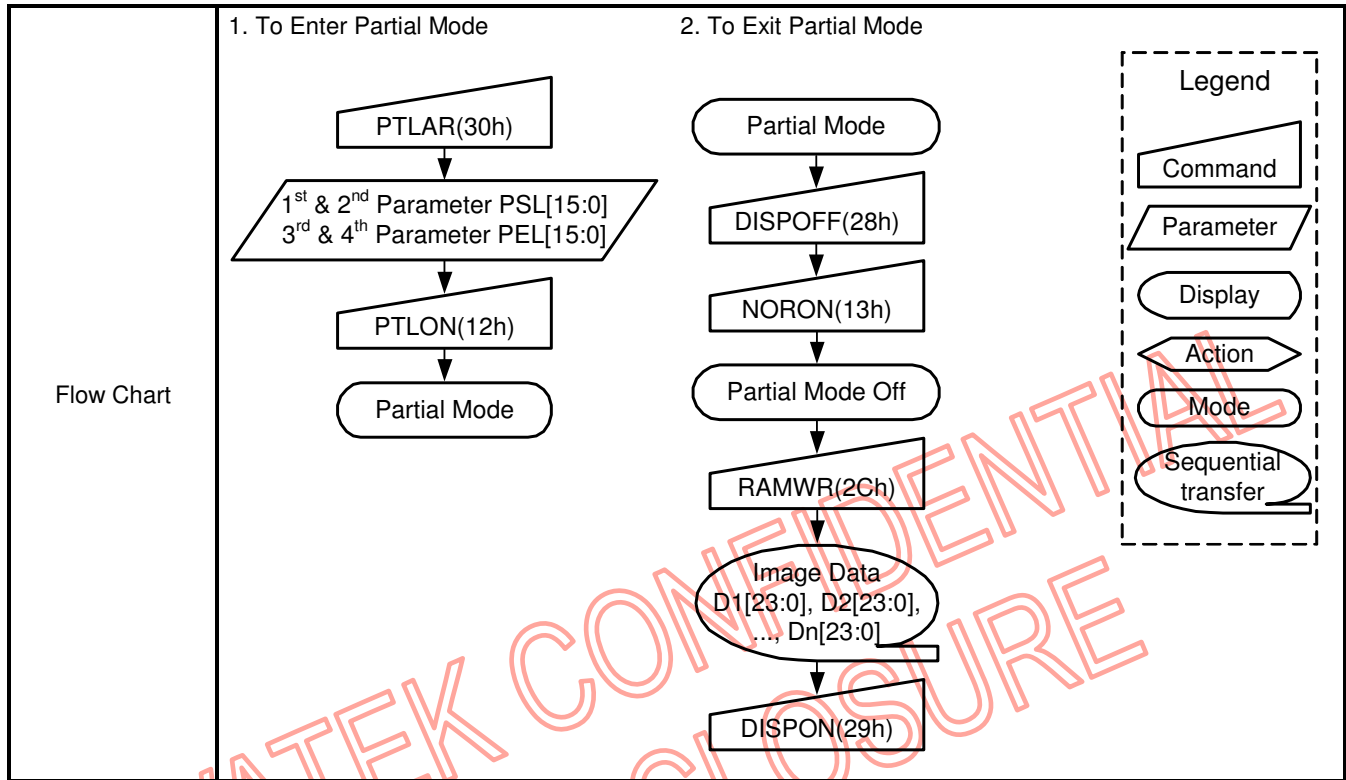 Flow Chart
1. To Enter Partial Mode
PTLAR(30h)
1st & 2nd Parameter PSL[15:0]
3rd & 4th Parameter PEL[15:0]
PTLON(12h)
Partial Mode
2. To Exit Partial Mode
Partial Mode
DISPOFF(28h)
NORON(13h)
Partial Mode Off
RAMWR(2Ch)
Image Data
D1[23:0], D2[23:0],
..., Dn[23:0]
DISPON(29h)
Legend
Command
Parameter
Display
Action
Mode
Sequential
transfer
CONFIDENTIAL